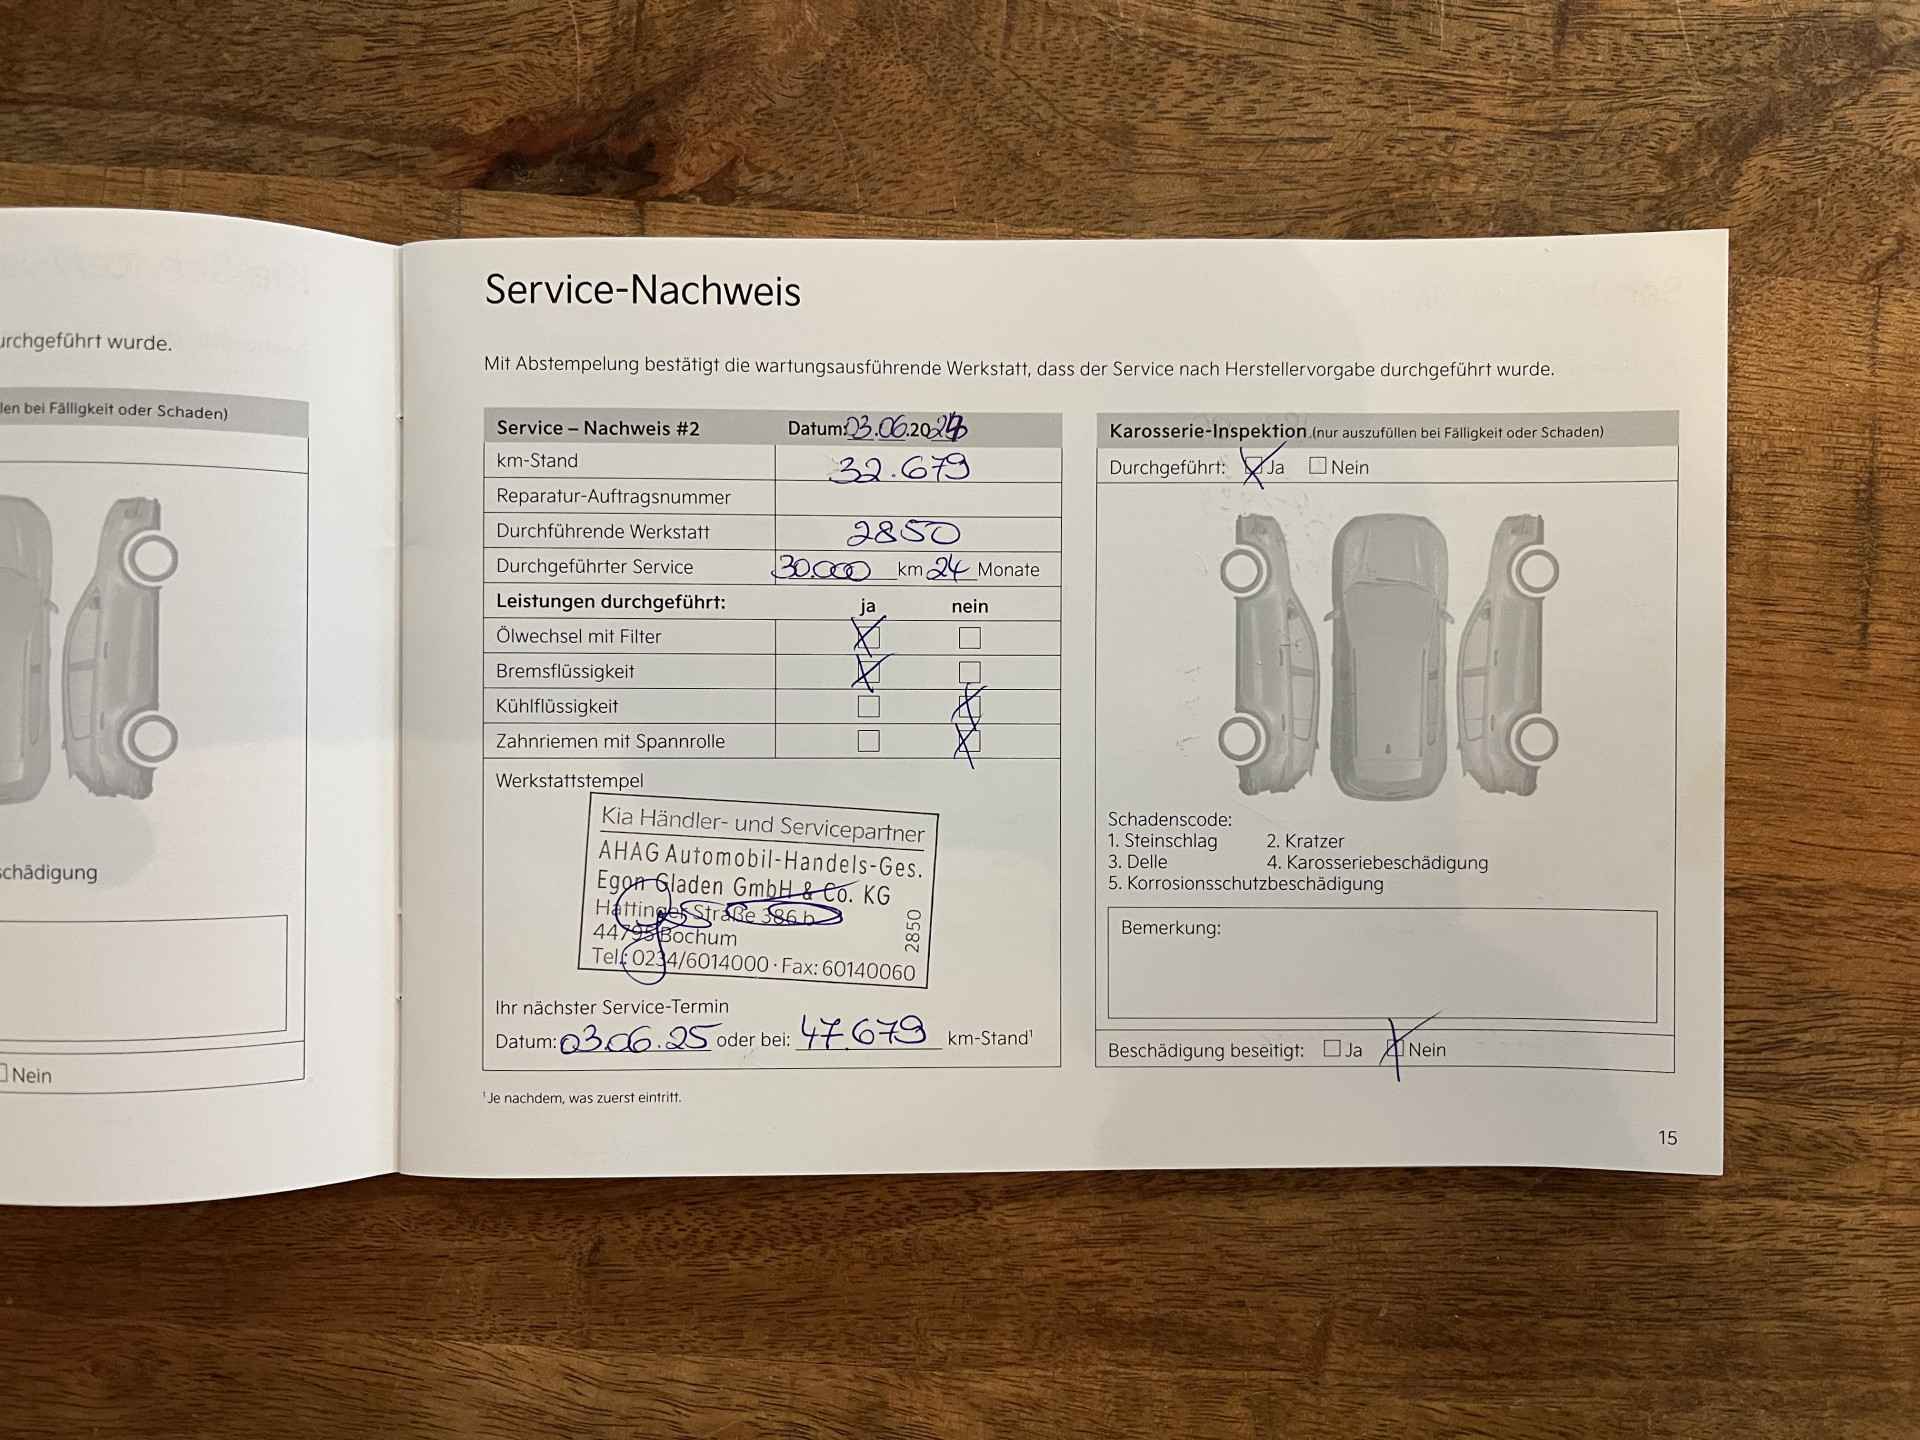 urchgeführt wurde.
len bei Fälligkeit oder Schaden)
schädigung
Nein
Service-Nachweis
Mit Abstempelung bestätigt die wartungsausführende Werkstatt, dass der Service nach Herstellervorgabe durchgeführt wurde.
Service – Nachweis #2 Datum: 03.06.2024
km-Stand 32.679
Reparatur-Auftragsnummer
Durchführende Werkstatt 2850
Durchgeführter Service 30.000 km 24 Monate
Leistungen durchgeführt: ja nein
Ölwechsel mit Filter
Bremsflüssigkeit
Kühlflüssigkeit
Zahnriemen mit Spannrolle
Werkstattstempel
Kia Händler- und Servicepartner
AHAG Automobil-Handels-Ges.
Egon Gladen GmbH & Co. KG
Hattinger Straße 386 b
44795 Bochum
Tel.: 0234/6014000 · Fax: 60140060
2850
Ihr nächster Service-Termin
Datum: 03.06.25 oder bei: 47.679 km-Stand¹
¹ Je nachdem, was zuerst eintritt.
Karosserie-Inspektion (nur auszufüllen bei Fälligkeit oder Schaden)
Durchgeführt: Ja Nein
Schadenscode:
1. Steinschlag 2. Kratzer
3. Delle 4. Karosseriebeschädigung
5. Korrosionsschutzbeschädigung
Bemerkung:
Beschädigung beseitigt: Ja Nein
15